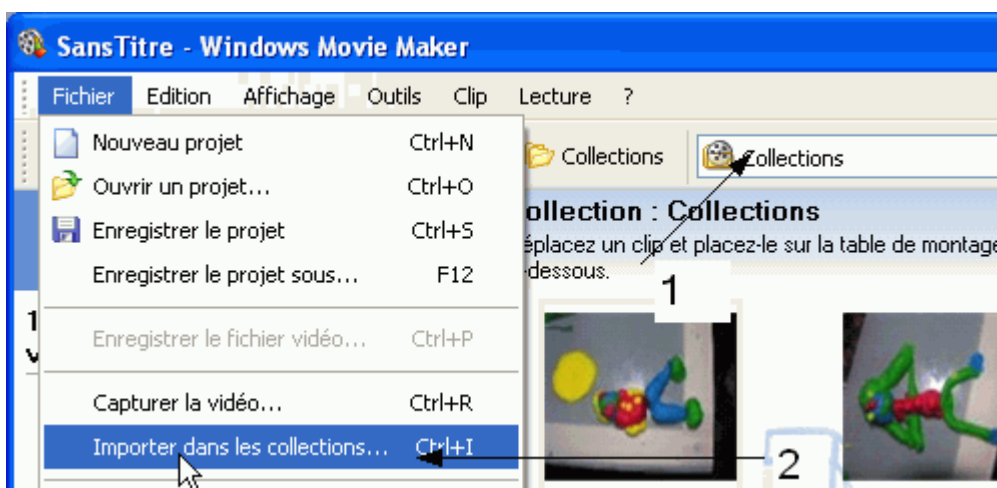 SansTitre - Windows Movie Maker
Fichier Edition Affichage Outils Clip Lecture ?
Nouveau projet Ctrl+N
Collections
Collections
Ouvrir un projet... Ctrl+O
Enregistrer le projet Ctrl+S
Enregistrer le projet sous... F12
ollection : Collections
éplacez un clip et placez-le sur la table de montage
-dessous.
1
1
Enregistrer le fichier vidéo... Ctrl+P
Capturer la vidéo... Ctrl+R
Importer dans les collections... Ctrl+I
2